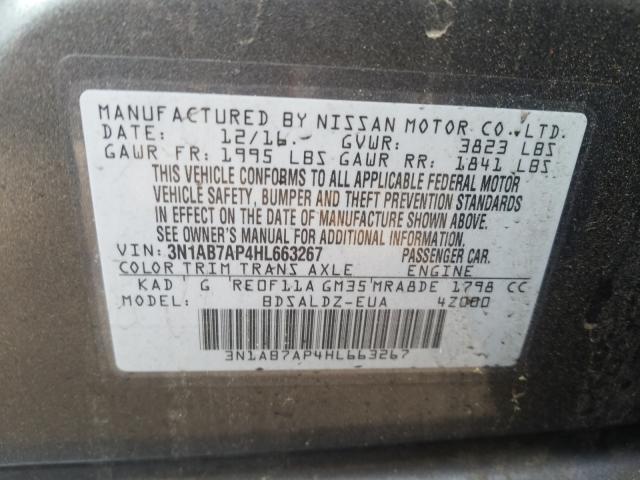 MANUFACTURED BY NISSAN MOTOR CO.,LTD.
DATE: 12/16 GVWR: 3823 LBS
GAWR FR: 1995 LBS GAWR RR: 1841 LBS
THIS VEHICLE CONFORMS TO ALL APPLICABLE FEDERAL MOTOR
VEHICLE SAFETY, BUMPER AND THEFT PREVENTION STANDARDS
IN EFFECT ON THE DATE OF MANUFACTURE SHOWN ABOVE.
SEE OWNER'S MANUAL FOR ADDITIONAL INFORMATION.
VIN: 3N1AB7AP4HL663267 PASSENGER CAR.
COLOR TRIM TRANS AXLE ENGINE
KAD G RE0F11A GM35 MRA8DE 1798 CC
MODEL: BDSALDZ-EUA 4Z000
3N1AB7AP4HL663267